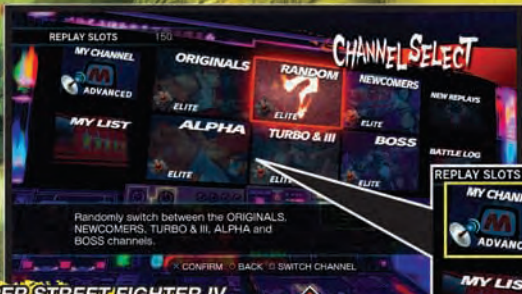 REPLAY SLOTS 150
CHANNEL SELECT
MY CHANNEL
M
ADVANCED
ORIGINALS
ELITE
RANDOM
?
ELITE
NEWCOMERS
NEW REPLAYS
MY LIST
ALPHA
ELITE
TURBO & III
ELITE
BOSS
ELITE
BATTLE LOG
Randomly switch between the ORIGINALS,
NEWCOMERS, TURBO & III, ALPHA and
BOSS channels.
X CONFIRM O BACK SWITCH CHANNEL
REPLAY SLOTS
MY CHAN
M
ADVANC
MY LIS
ER STREET FIGHTER IV